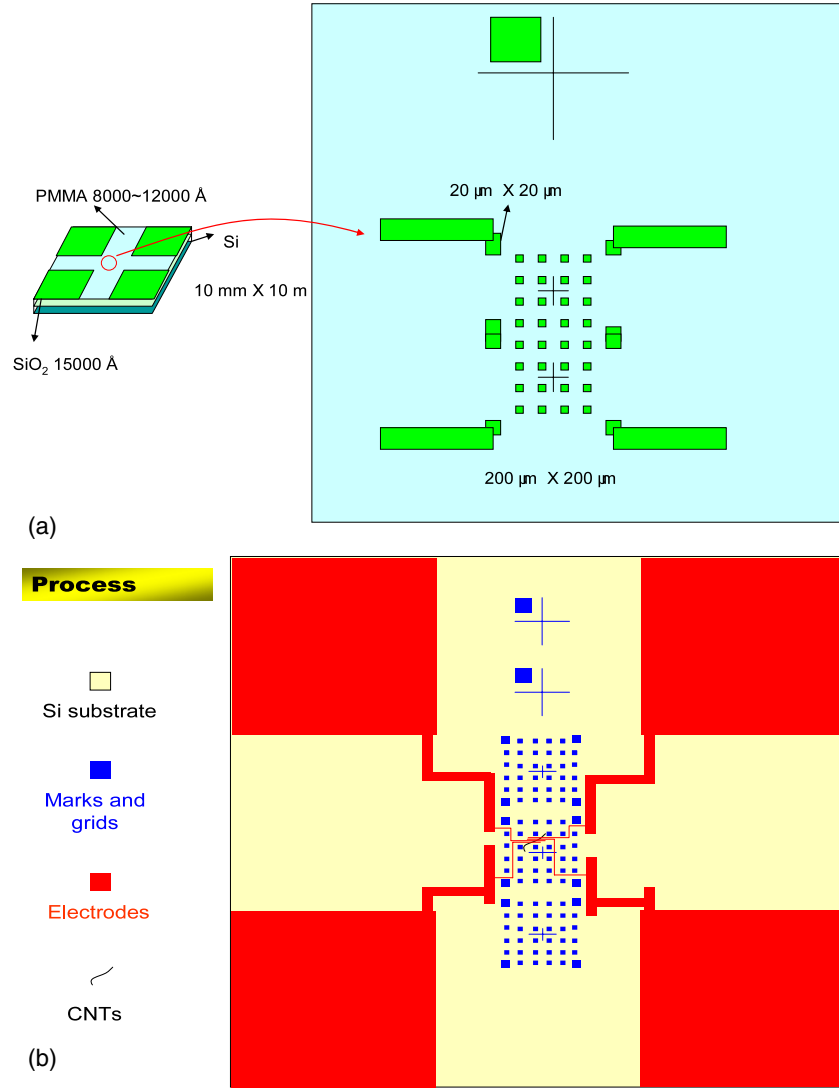 20 µm X 20 µm
PMMA 8000~12000 Å
Si
10 mm X 10 m
SiO₂ 15000 Å
200 µm X 200 µm
(a)
Process
Si substrate
Marks and
grids
Electrodes
CNTs
(b)